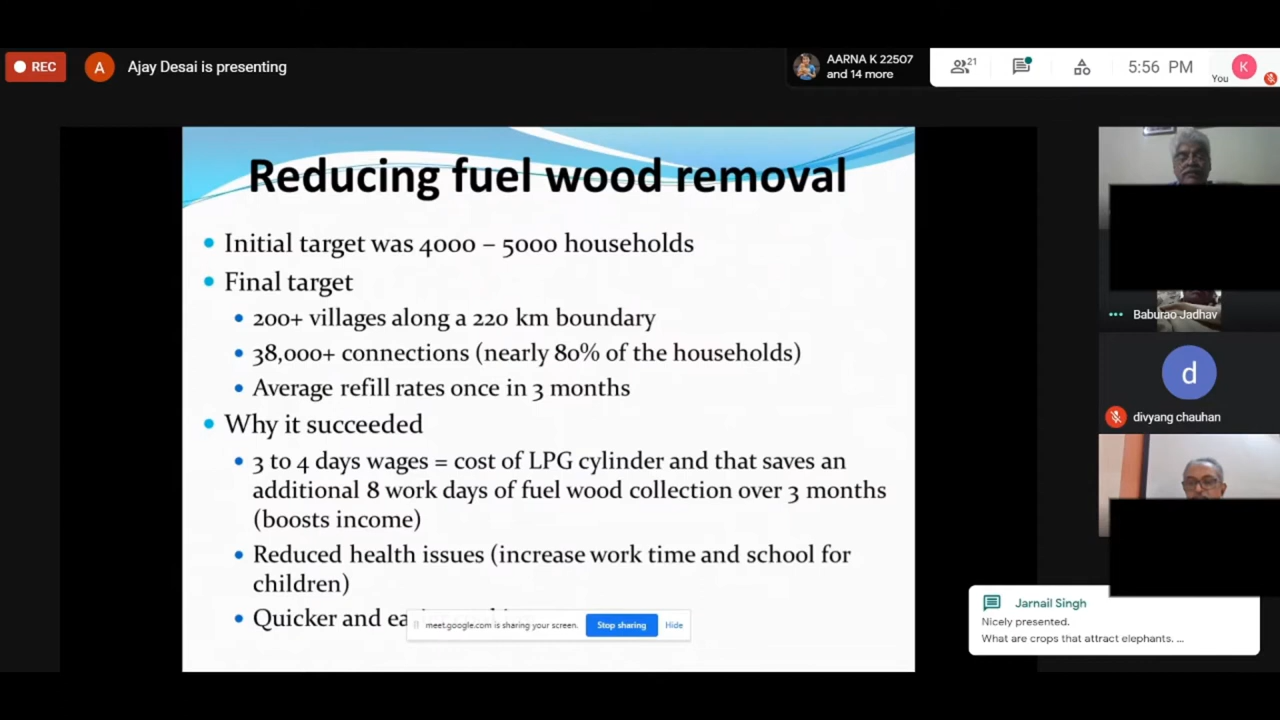 REC
A
Ajay Desai is presenting
AARNA K 22507
and 14 more
21
5:56 PM
You
K
Reducing fuel wood removal
Initial target was 4000 – 5000 households
Final target
200+ villages along a 220 km boundary
38,000+ connections (nearly 80% of the households)
Average refill rates once in 3 months
Why it succeeded
3 to 4 days wages = cost of LPG cylinder and that saves an
additional 8 work days of fuel wood collection over 3 months
(boosts income)
Reduced health issues (increase work time and school for
children)
Quicker and
meet.google.com is sharing your screen.
Stop sharing
Hide
Baburao Jadhav
d
divyang chauhan
Jarnail Singh
Nicely presented.
What are crops that attract elephants. ...